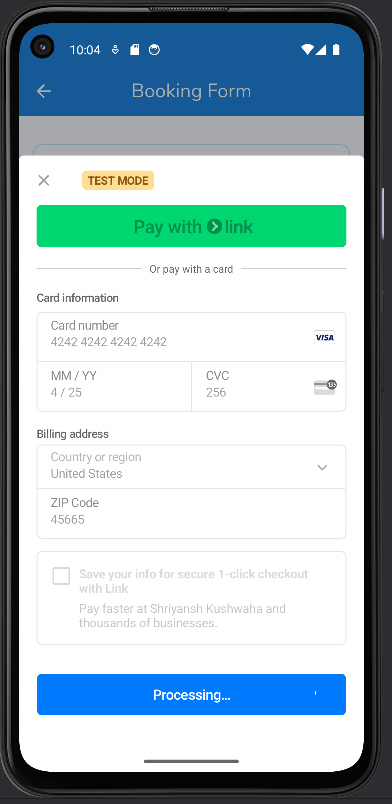 10:04
Booking Form
TEST MODE
Pay with link
Or pay with a card
Card information
Card number
4242 4242 4242 4242
VISA
MM / YY
4 / 25
CVC
256
135
Billing address
Country or region
United States
ZIP Code
45665
Save your info for secure 1-click checkout
with Link
Pay faster at Shriyansh Kushwaha and
thousands of businesses.
Processing...